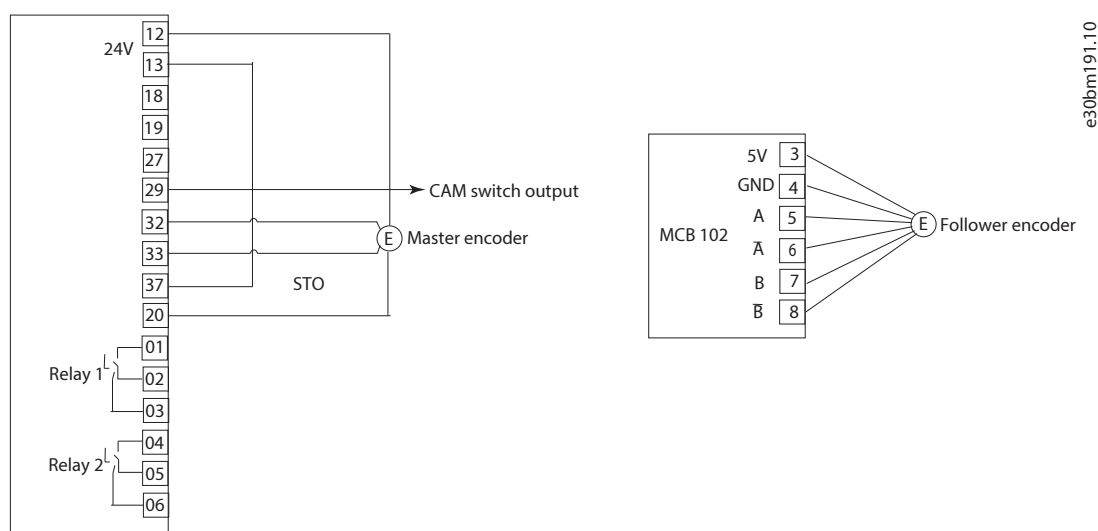 24V
12
13
18
19
27
29
CAM switch output
32
33
E Master encoder
37
STO
20
01
Relay 1
02
03
04
Relay 2
05
06
MCB 102
5V 3
GND 4
A 5
A̅ 6
B 7
B̅ 8
E Follower encoder
e30bm191.10